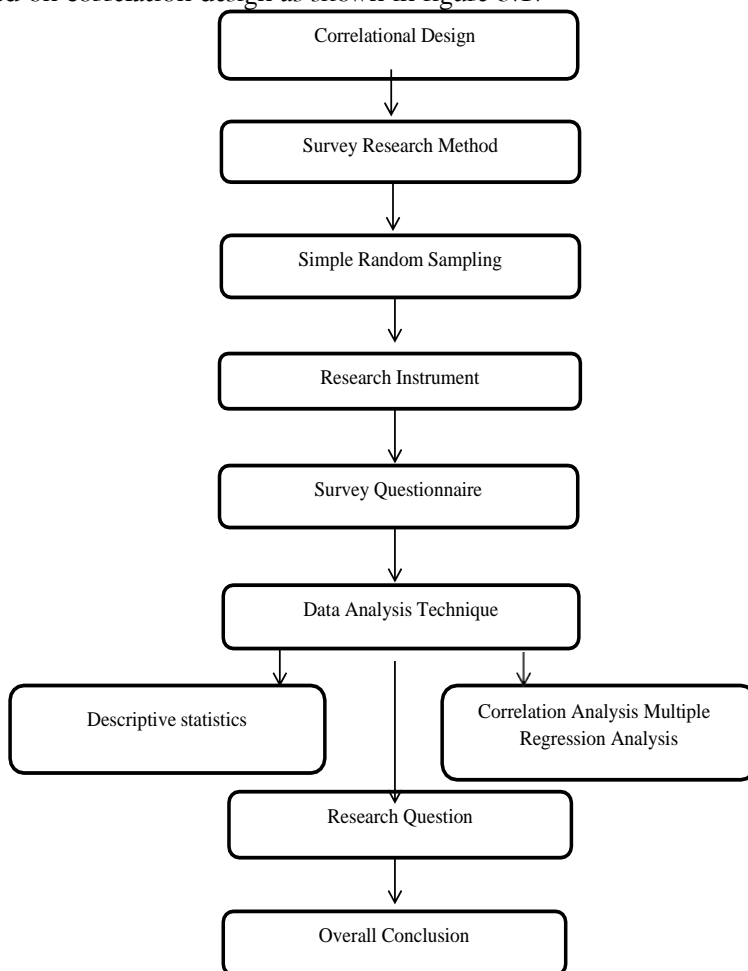 on correlation design as shown in figure 3.1.
Correlational Design
Survey Research Method
Simple Random Sampling
Research Instrument
Survey Questionnaire
Data Analysis Technique
Descriptive statistics
Correlation Analysis Multiple
Regression Analysis
Research Question
Overall Conclusion